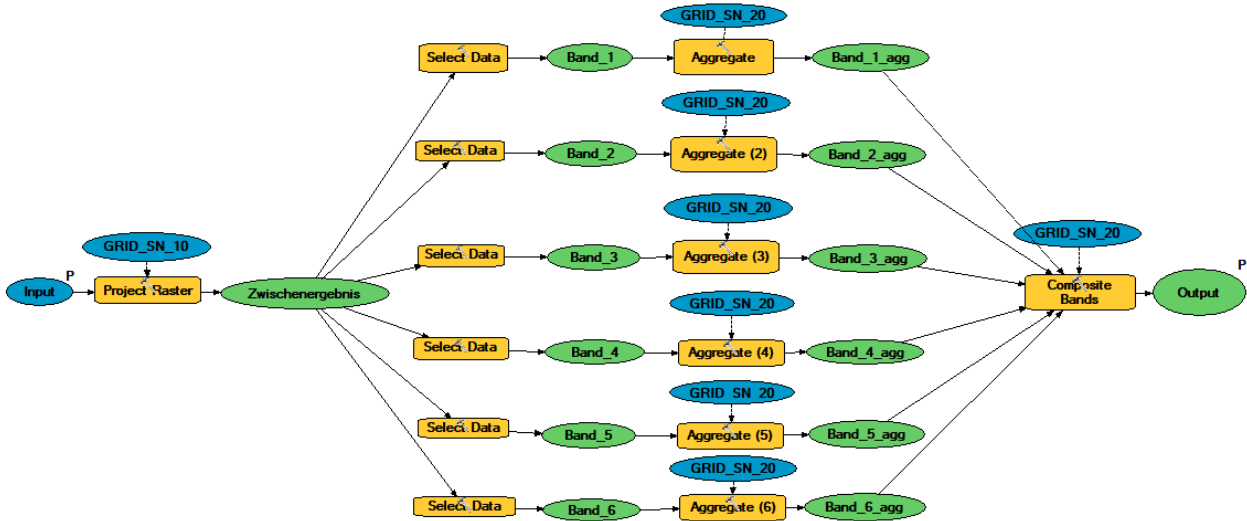 GRID_SN_20
Select Data
Band_1
Aggregate
Band_1_agg
GRID_SN_20
Select Data
Band_2
Aggregate (2)
Band_2_agg
GRID_SN_20
GRID_SN_10
Select Data
Band_3
Aggregate (3)
Band_3_agg
GRID_SN_20
P
Input
Project Raster
Zwischenergebnis
Composite
Bands
P
Output
GRID_SN_20
Select Data
Band_4
Aggregate (4)
Band_4_agg
GRID_SN_20
Select Data
Band_5
Aggregate (5)
Band_5_agg
GRID_SN_20
Select Data
Band_6
Aggregate (6)
Band_6_agg